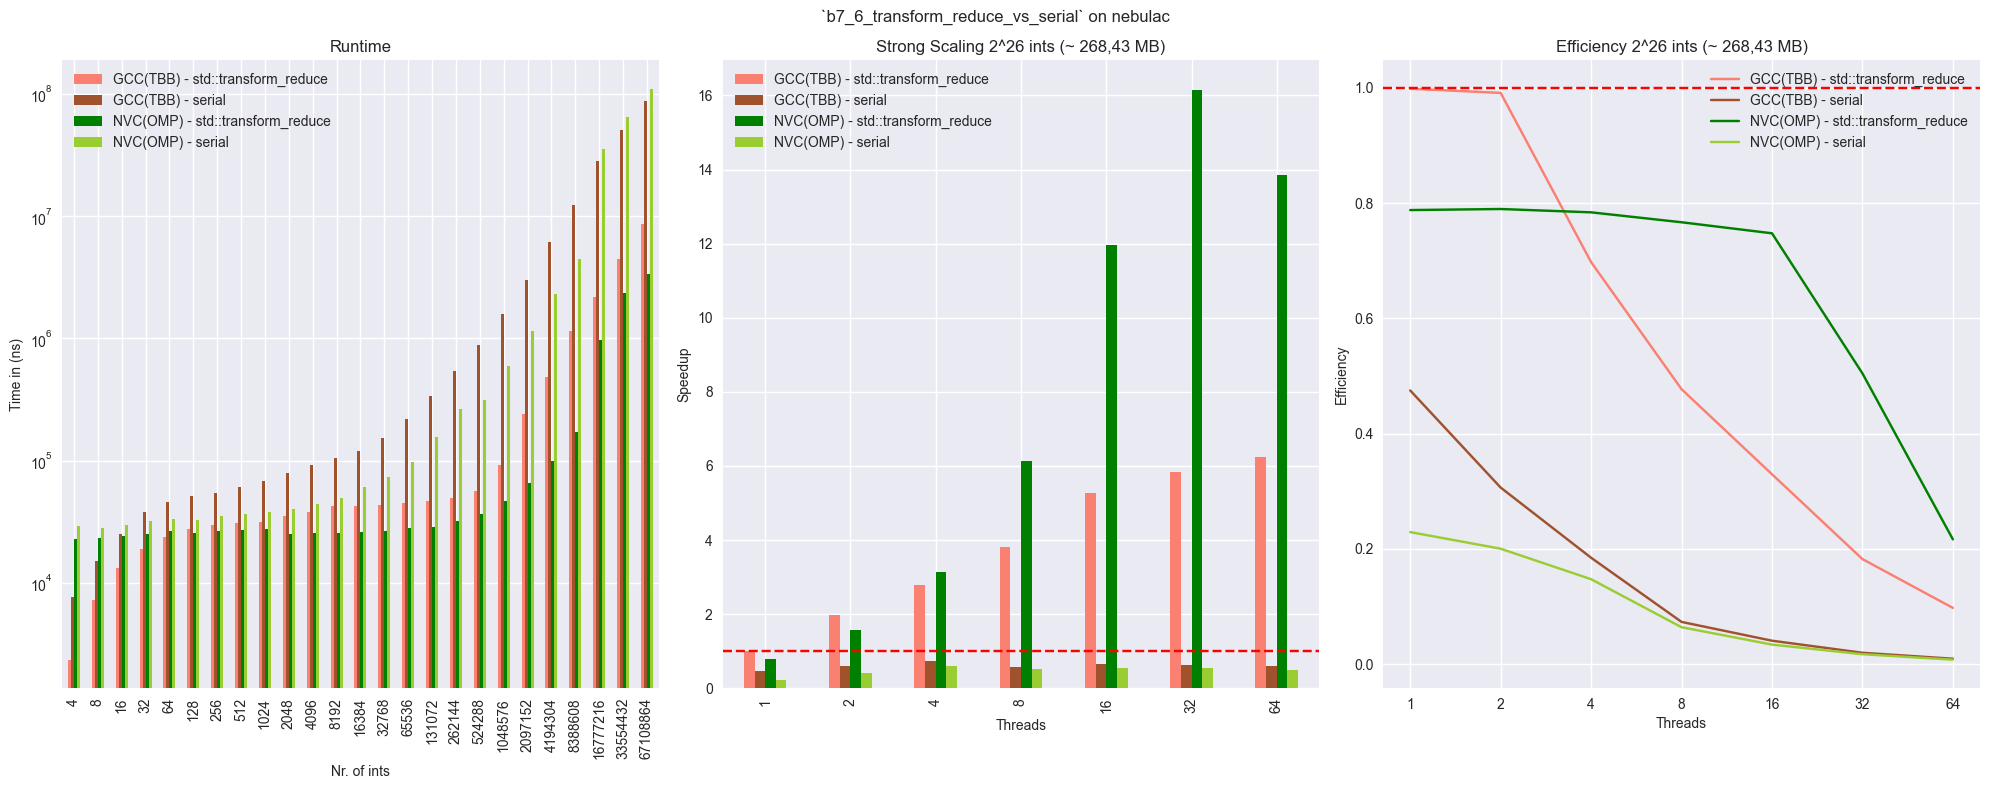 `b7_6_transform_reduce_vs_serial` on nebulac
Runtime
GCC(TBB) - std::transform_reduce
GCC(TBB) - serial
NVC(OMP) - std::transform_reduce
NVC(OMP) - serial
Time in (ns)
10^8
10^7
10^6
10^5
10^4
4 8 16 32 64 128 256 512 1024 2048 4096 8192 16384 32768 65536 131072 262144 524288 1048576 2097152 4194304 8388608 16777216 33554432 67108864
Nr. of ints
Strong Scaling 2^26 ints (~ 268,43 MB)
GCC(TBB) - std::transform_reduce
GCC(TBB) - serial
NVC(OMP) - std::transform_reduce
NVC(OMP) - serial
Speedup
16
14
12
10
8
6
4
2
0
1 2 4 8 16 32 64
Threads
Efficiency 2^26 ints (~ 268,43 MB)
GCC(TBB) - std::transform_reduce
GCC(TBB) - serial
NVC(OMP) - std::transform_reduce
NVC(OMP) - serial
Efficiency
1.0
0.8
0.6
0.4
0.2
0.0
1 2 4 8 16 32 64
Threads